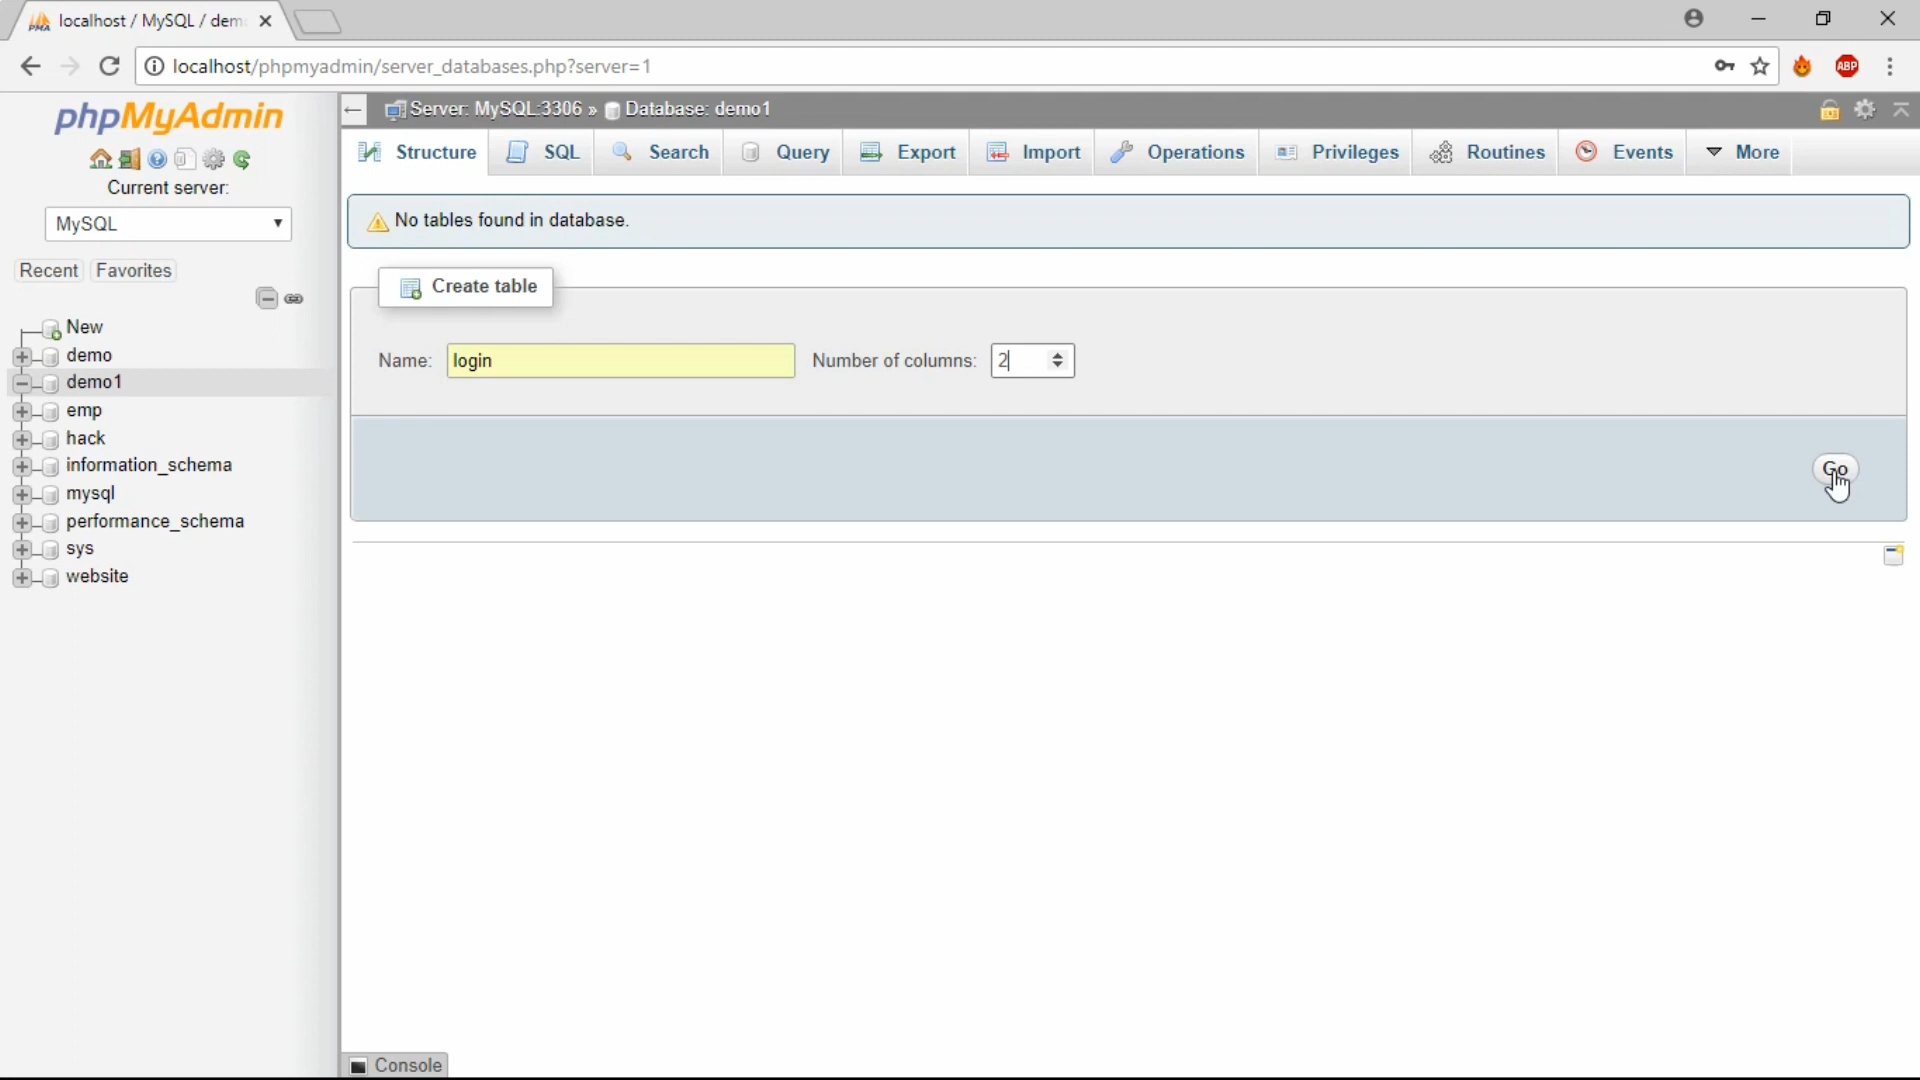 localhost / MySQL / dem
localhost/phpmyadmin/server_databases.php?server=1
ABP
phpMyAdmin
Current server:
MySQL
Recent Favorites
New
demo
demo1
emp
hack
information_schema
mysql
performance_schema
sys
website
Server: MySQL:3306 » Database: demo1
Structure SQL Search Query Export Import Operations Privileges Routines Events More
No tables found in database.
Create table
Name: login Number of columns: 2
Go
Console